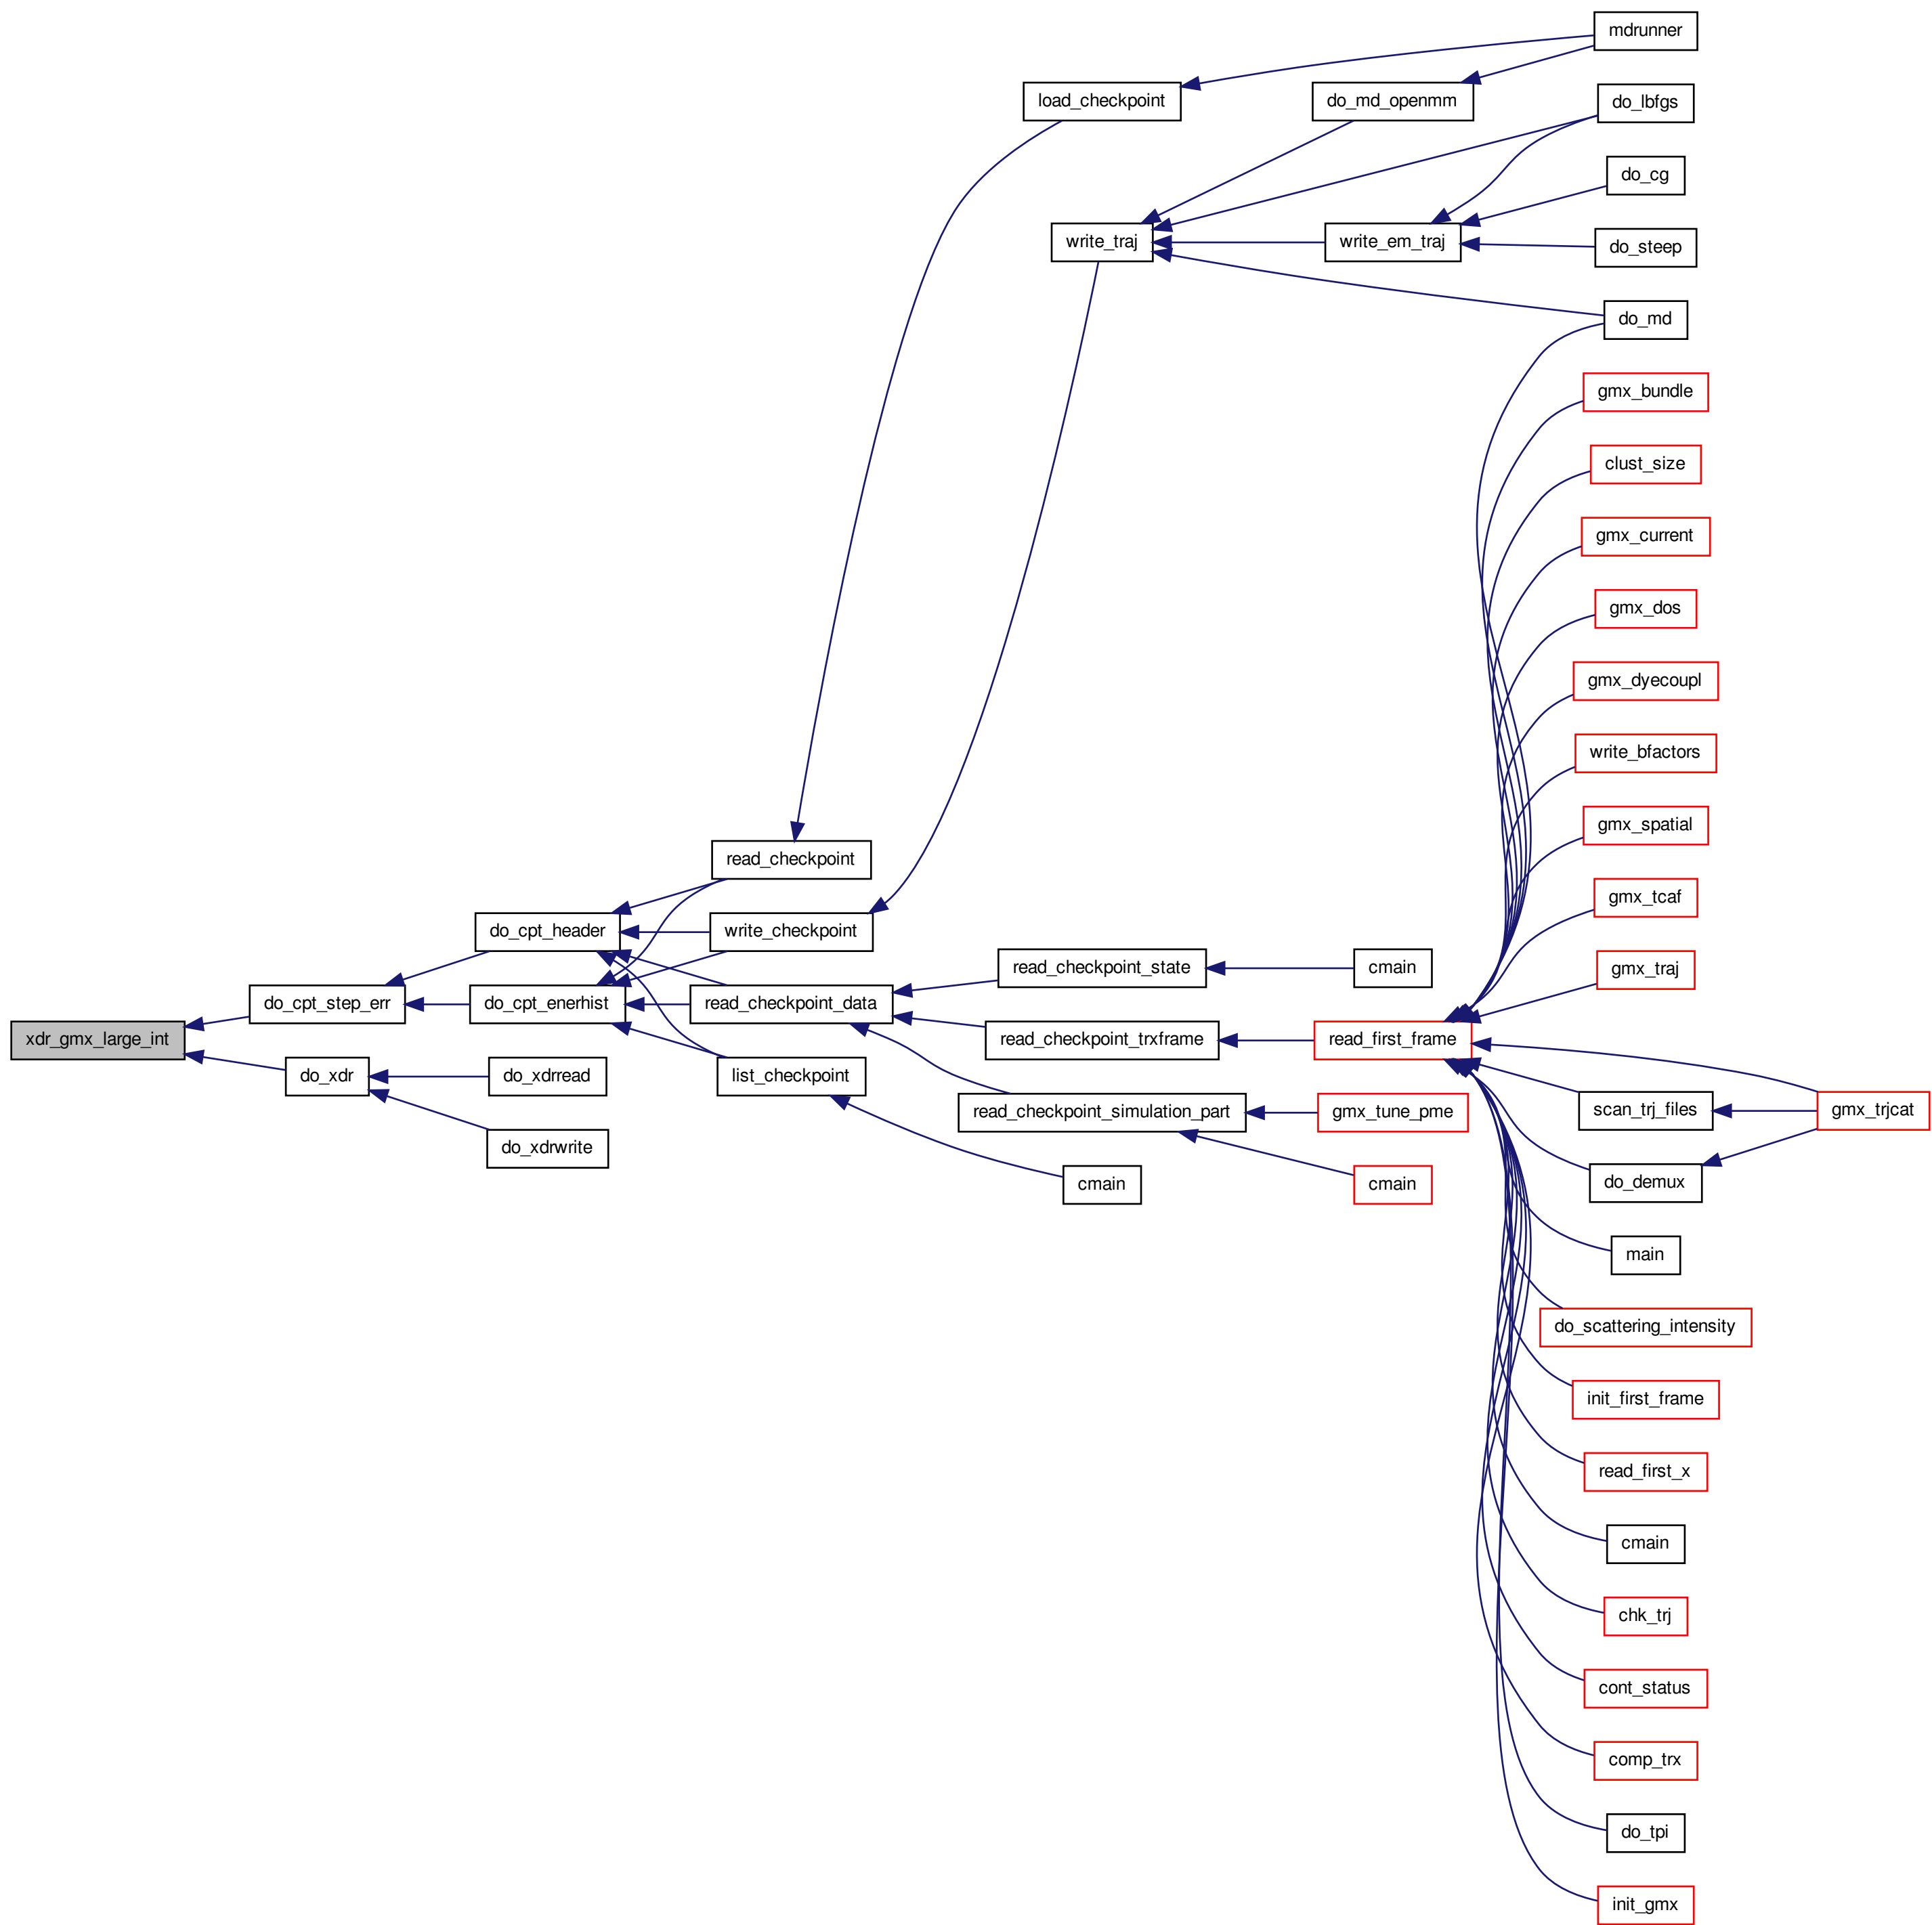 mdrunner
load_checkpoint
do_md_openmm
do_lbfgs
do_cg
write_traj
write_em_traj
do_steep
do_md
gmx_bundle
clust_size
gmx_current
gmx_dos
gmx_dyecoupl
write_bfactors
gmx_spatial
read_checkpoint
gmx_tcaf
do_cpt_header
write_checkpoint
read_checkpoint_state
cmain
gmx_traj
do_cpt_step_err
do_cpt_enerhist
read_checkpoint_data
xdr_gmx_large_int
read_checkpoint_trxframe
read_first_frame
do_xdr
do_xdrread
list_checkpoint
read_checkpoint_simulation_part
gmx_tune_pme
scan_trj_files
gmx_trjcat
do_xdrwrite
cmain
cmain
do_demux
main
do_scattering_intensity
init_first_frame
read_first_x
cmain
chk_trj
cont_status
comp_trx
do_tpi
init_gmx